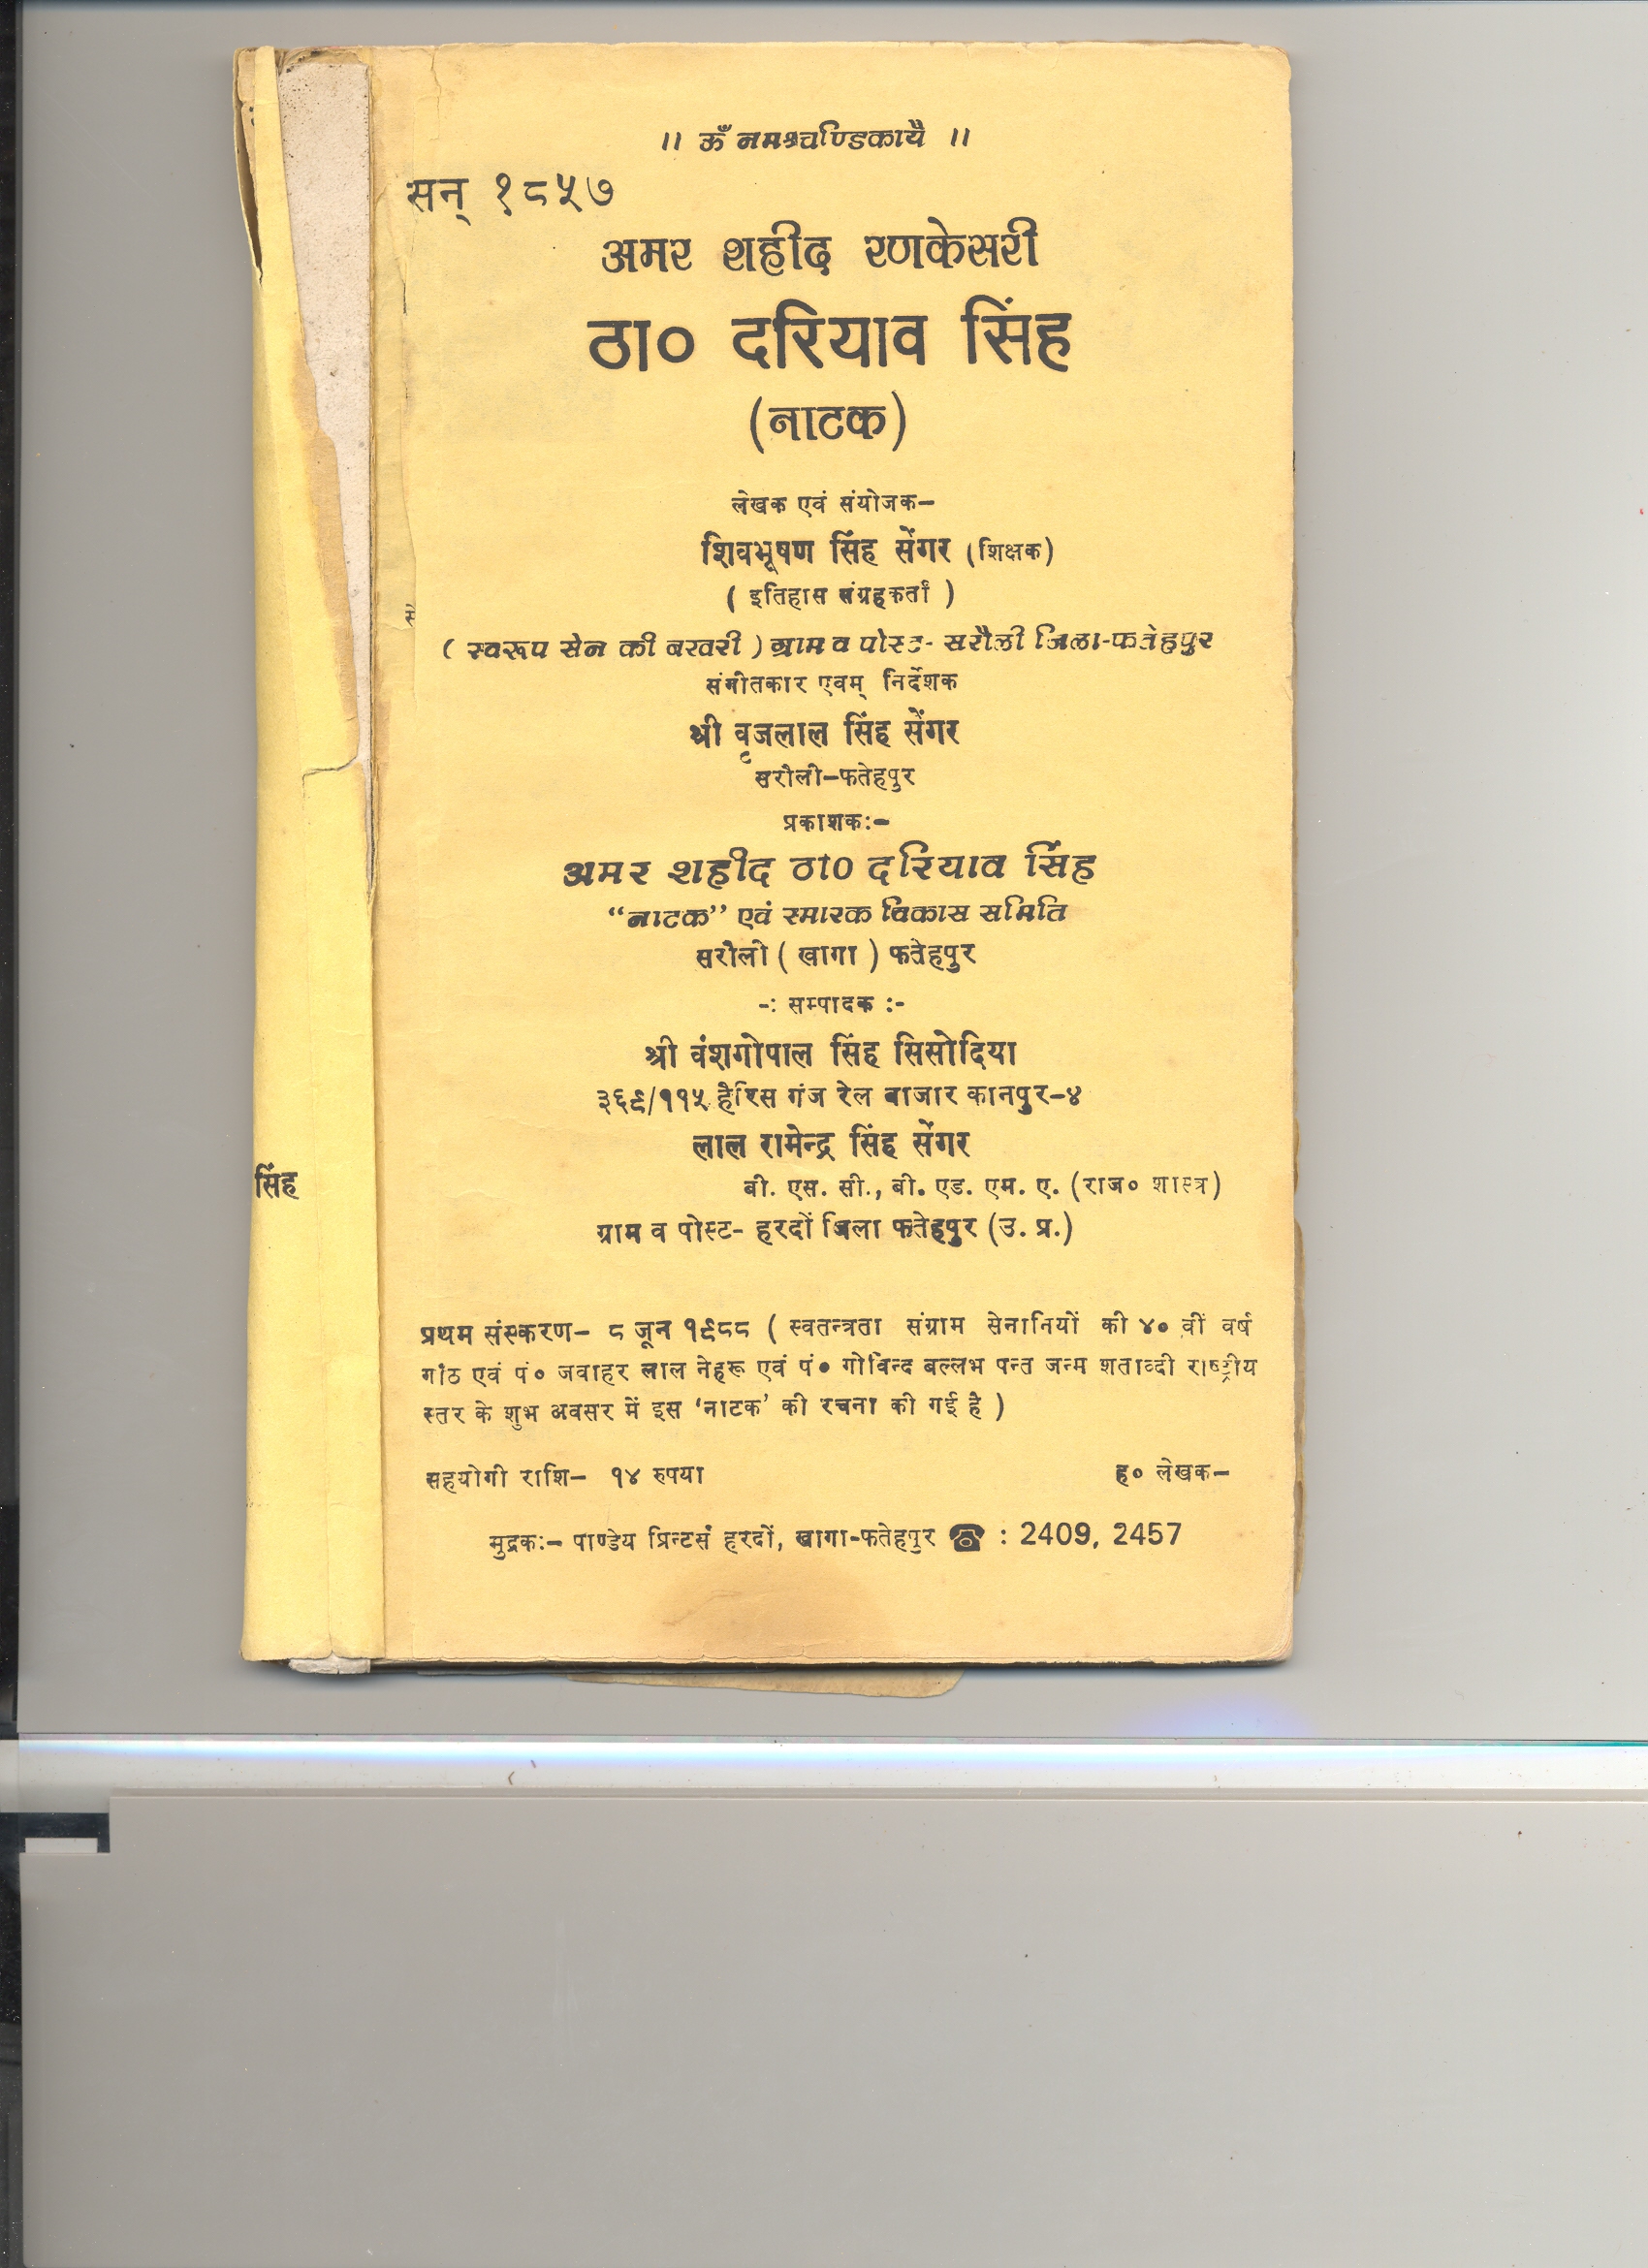 ।। ॐ नमश्चण्डिकायै ।।
सन् १८५७
अमर शहीद रणकेसरी
ठा० दरियाव सिंह
(नाटक)
लेखक एवं संयोजक–
शिवभूषण सिंह सेंगर (शिक्षक)
( इतिहास संग्रहकर्ता )
( स्वरूप सेन की बखरी ) ग्राम व पोस्ट- सरौली जिला-फतेहपुर
संगीतकार एवम् निर्देशक
श्री वृजलाल सिंह सेंगर
सरौली–फतेहपुर
प्रकाशक:–
अमर शहीद ठा० दरियाव सिंह
“नाटक” एवं स्मारक विकास समिति
सरौली ( खागा ) फतेहपुर
-: सम्पादक :-
श्री वंशगोपाल सिंह सिसोदिया
३६९/११५ हैरिस गंज रेल बाजार कानपुर–४
लाल रामेन्द्र सिंह सेंगर
बी. एस. सी., बी. एड. एम. ए. (राज० शास्त्र)
ग्राम व पोस्ट- हरदों जिला फतेहपुर (उ. प्र.)
प्रथम संस्करण– ८ जून १९८८ ( स्वतन्त्रता संग्राम सेनानियों की ४० वीं वर्ष
गांठ एवं पं० जवाहर लाल नेहरू एवं पं० गोविन्द बल्लभ पन्त जन्म शताब्दी राष्ट्रीय
स्तर के शुभ अवसर में इस ‘नाटक’ की रचना की गई है )
सहयोगी राशि– १४ रुपया
ह० लेखक–
मुद्रक:– पाण्डेय प्रिन्टर्स हरदों, खागा-फतेहपुर ☎ : 2409, 2457
से
सिंह